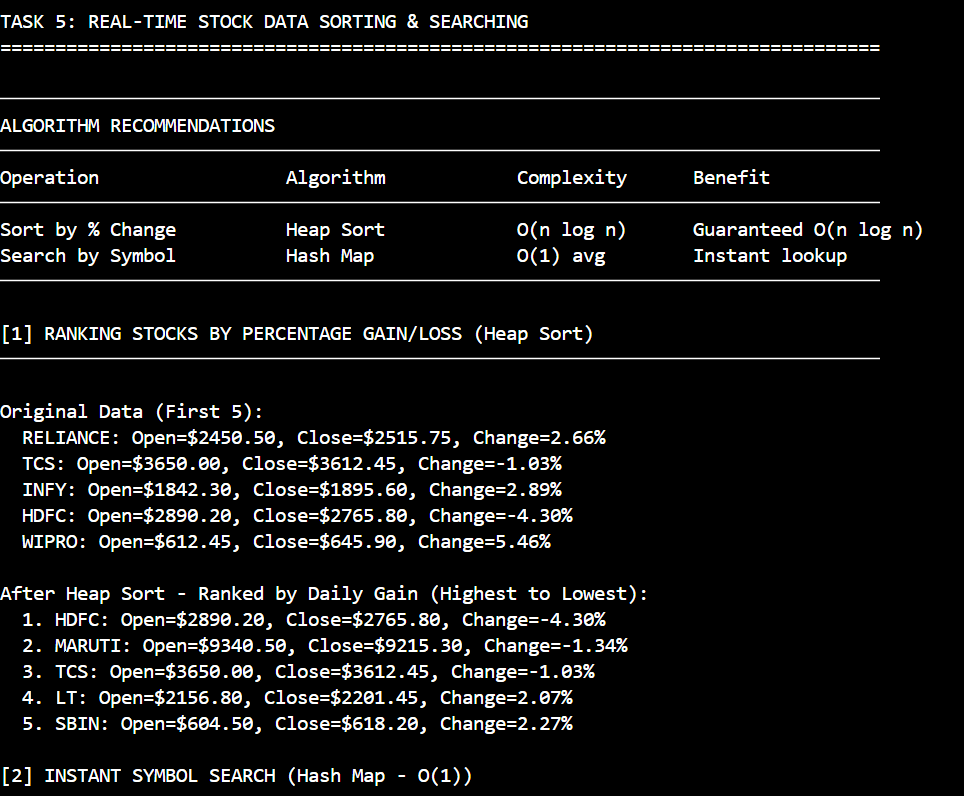 TASK 5: REAL-TIME STOCK DATA SORTING & SEARCHING
================================================================================
ALGORITHM RECOMMENDATIONS
Operation Algorithm Complexity Benefit
Sort by % Change Heap Sort O(n log n) Guaranteed O(n log n)
Search by Symbol Hash Map O(1) avg Instant lookup
[1] RANKING STOCKS BY PERCENTAGE GAIN/LOSS (Heap Sort)
Original Data (First 5):
RELIANCE: Open=$2450.50, Close=$2515.75, Change=2.66%
TCS: Open=$3650.00, Close=$3612.45, Change=-1.03%
INFY: Open=$1842.30, Close=$1895.60, Change=2.89%
HDFC: Open=$2890.20, Close=$2765.80, Change=-4.30%
WIPRO: Open=$612.45, Close=$645.90, Change=5.46%
After Heap Sort - Ranked by Daily Gain (Highest to Lowest):
1. HDFC: Open=$2890.20, Close=$2765.80, Change=-4.30%
2. MARUTI: Open=$9340.50, Close=$9215.30, Change=-1.34%
3. TCS: Open=$3650.00, Close=$3612.45, Change=-1.03%
4. LT: Open=$2156.80, Close=$2201.45, Change=2.07%
5. SBIN: Open=$604.50, Close=$618.20, Change=2.27%
[2] INSTANT SYMBOL SEARCH (Hash Map - O(1))